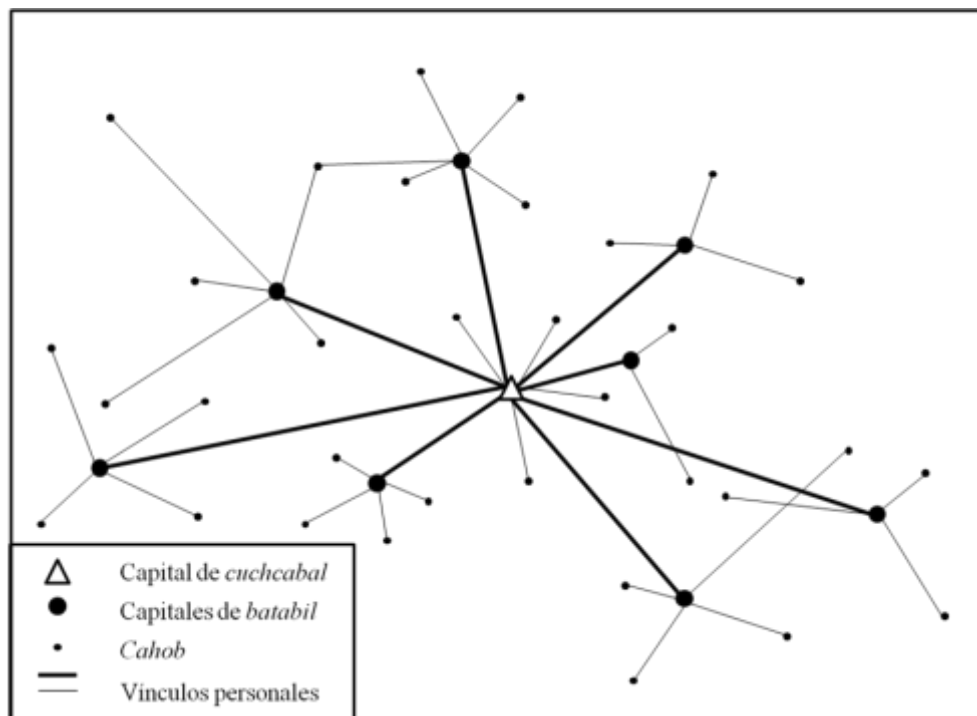 Capital de cuchcabal
Capitales de batabil
Cahob
Vínculos personales